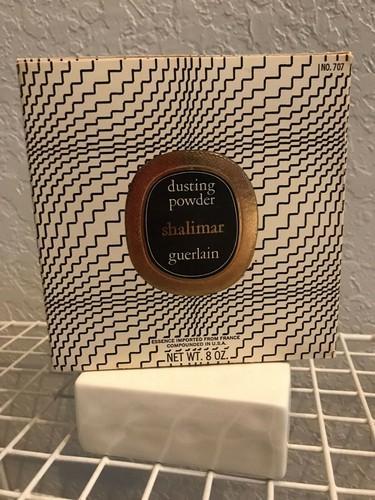 NO. 707
dusting
powder
shalimar
guerlain
ESSENCE IMPORTED FROM FRANCE
COMPOUNDED IN U.S.A.
NET WT. 8 OZ.